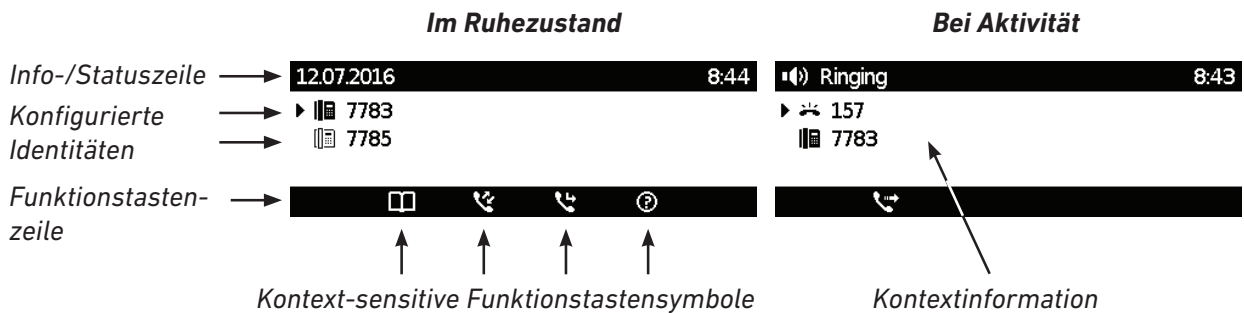 Im Ruhezustand Bei Aktivität
Info-/Statuszeile 12.07.2016 8:44 Ringing 8:43
Konfigurierte 7783 157
Identitäten 7785 7783
Funktionstasten-
zeile
Kontext-sensitive Funktionstastensymbole Kontextinformation